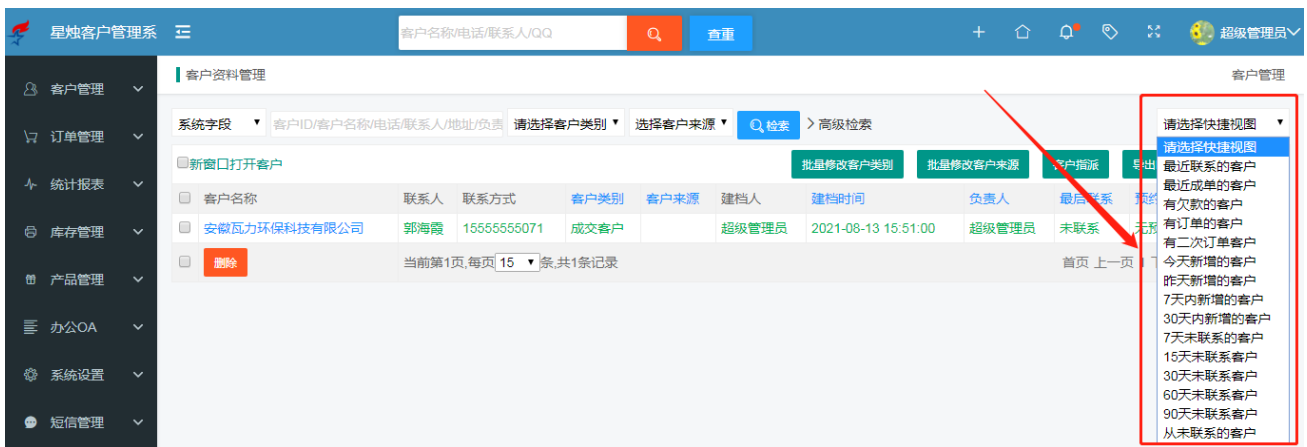 星烛客户管理系
客户名称/电话/联系人/QQ
查重
超级管理员
客户管理
订单管理
统计报表
库存管理
产品管理
办公OA
系统设置
短信管理
客户资料管理
客户管理
系统字段
客户ID/客户名称/电话/联系人/地址/负责
请选择客户类别
选择客户来源
检索
高级检索
请选择快捷视图
新窗口打开客户
批量修改客户类别
批量修改客户来源
客户指派
导出
客户名称 联系人 联系方式 客户类别 客户来源 建档人 建档时间 负责人 最后联系 预约
安徽瓦力环保科技有限公司 郭海霞 15555555071 成交客户 超级管理员 2021-08-13 15:51:00 超级管理员 未联系 无预
删除
当前第1页,每页 15 条,共1条记录
首页 上一页 1 下
请选择快捷视图
最近联系的客户
最近成单的客户
有欠款的客户
有订单的客户
有二次订单客户
今天新增的客户
昨天新增的客户
7天内新增的客户
30天内新增的客户
7天未联系的客户
15天未联系客户
30天未联系客户
60天未联系客户
90天未联系客户
从未联系的客户